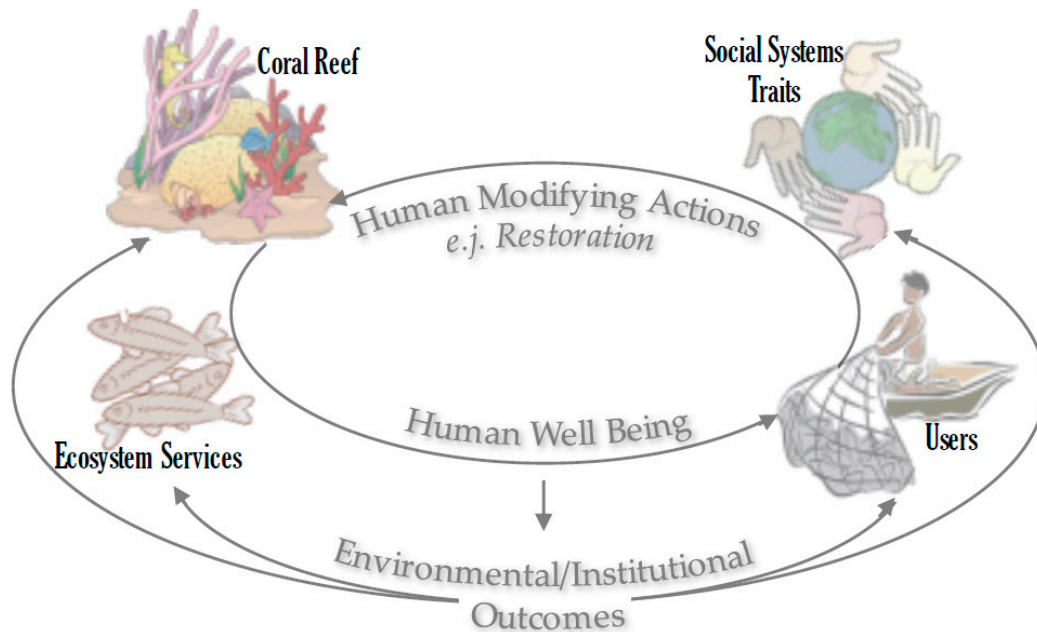 Coral Reef
Social Systems
Traits
Human Modifying Actions
e.j. Restoration
Human Well Being
Ecosystem Services
Users
Environmental/Institutional
Outcomes